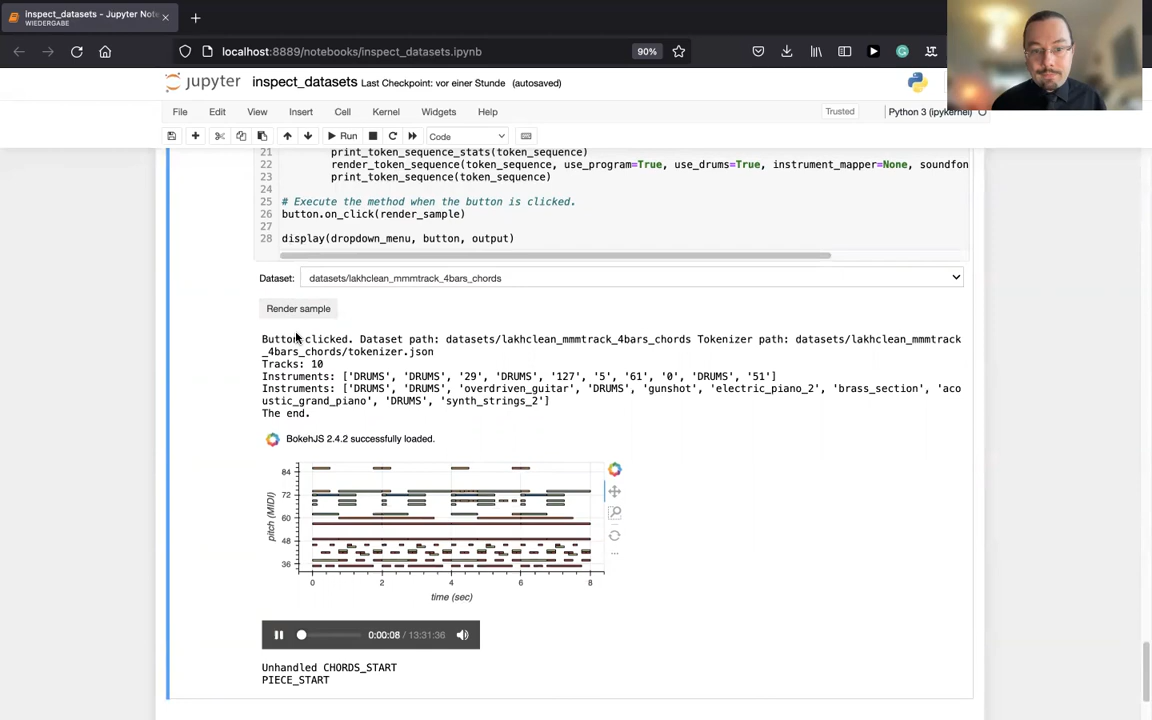 inspect_datasets - Jupyter Not
WIEDERGABE
localhost:8889/notebooks/inspect_datasets.ipynb
90%
jupyter inspect_datasets Last Checkpoint: vor einer Stunde (autosaved)
File Edit View Insert Cell Kernel Widgets Help Trusted Python 3 (ipykernel)
Run Code
21 print_token_sequence_stats(token_sequence)
22 render_token_sequence(token_sequence, use_program=True, use_drums=True, instrument_mapper=None, soundfon
23 print_token_sequence(token_sequence)
24
25 # Execute the method when the button is clicked.
26 button.on_click(render_sample)
27
28 display(dropdown_menu, button, output)
Dataset: datasets/lakhclean_mmmtrack_4bars_chords
Render sample
Button clicked. Dataset path: datasets/lakhclean_mmmtrack_4bars_chords Tokenizer path: datasets/lakhclean_mmmtrack
_4bars_chords/tokenizer.json
Tracks: 10
Instruments: ['DRUMS', 'DRUMS', '29', 'DRUMS', '127', '5', '61', '0', 'DRUMS', '51']
Instruments: ['DRUMS', 'DRUMS', 'overdriven_guitar', 'DRUMS', 'gunshot', 'electric_piano_2', 'brass_section', 'aco
ustic_grand_piano', 'DRUMS', 'synth_strings_2']
The end.
BokehJS 2.4.2 successfully loaded.
84
72
60
48
36
pitch (MIDI)
0 2 4 6 8
time (sec)
0:00:08 / 13:31:36
Unhandled CHORDS_START
PIECE_START